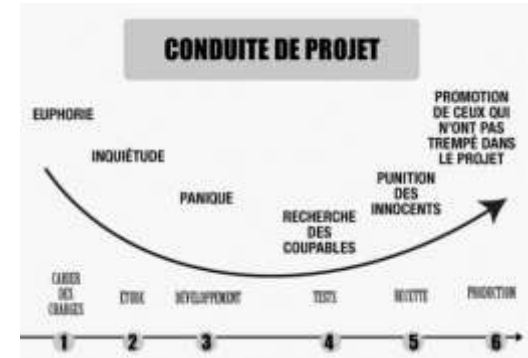 CONDUITE DE PROJET
EUPHORIE
INQUIÉTUDE
PANIQUE
RECHERCHE
DES
COUPABLES
PUNITION
DES
INNOCENTS
PROMOTION
DE CEUX QUI
N'ONT PAS
TREMPÉ DANS
LE PROJET
CAHIER
DES
CHARGES
ETUDE
DÉVELOPPEMENT
TESTS
RECETTE
PRODUCTION
1 2 3 4 5 6